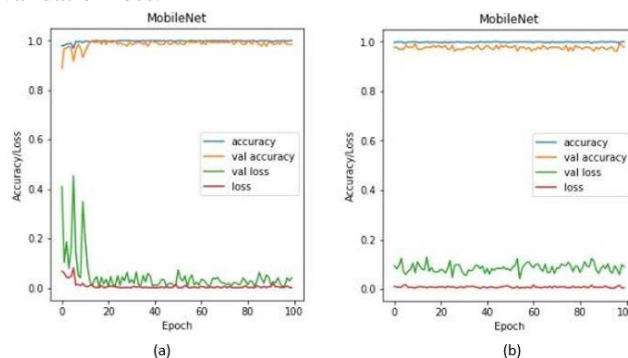 MobileNet
1.0
0.8
0.6
0.4
0.2
0.0
Accuracy/Loss
accuracy
val accuracy
val loss
loss
0 20 40 60 80 100
Epoch
(a)
MobileNet
1.0
0.8
0.6
0.4
0.2
0.0
Accuracy/Loss
accuracy
val accuracy
val loss
loss
0 20 40 60 80 100
Epoch
(b)